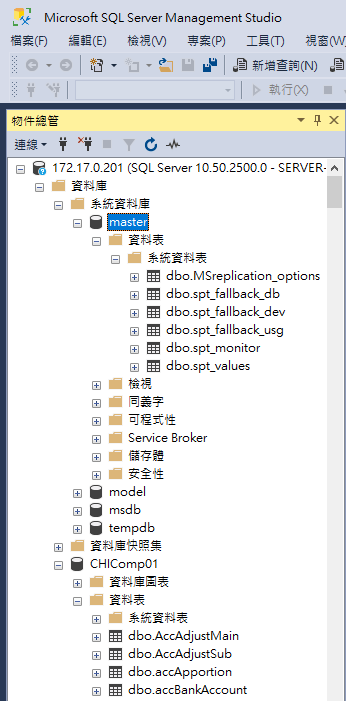 Microsoft SQL Server Management Studio
檔案(F) 編輯(E) 檢視(V) 專案(P) 工具(T) 視窗(W
新增查詢(N)
執行(X)
物件總管
連線
172.17.0.201 (SQL Server 10.50.2500.0 - SERVER-
資料庫
系統資料庫
master
資料表
系統資料表
dbo.MSreplication_options
dbo.spt_fallback_db
dbo.spt_fallback_dev
dbo.spt_fallback_usg
dbo.spt_monitor
dbo.spt_values
檢視
同義字
可程式性
Service Broker
儲存體
安全性
model
msdb
tempdb
資料庫快照集
CHIComp01
資料庫圖表
資料表
系統資料表
dbo.AccAdjustMain
dbo.AccAdjustSub
dbo.accApportion
dbo.accBankAccount